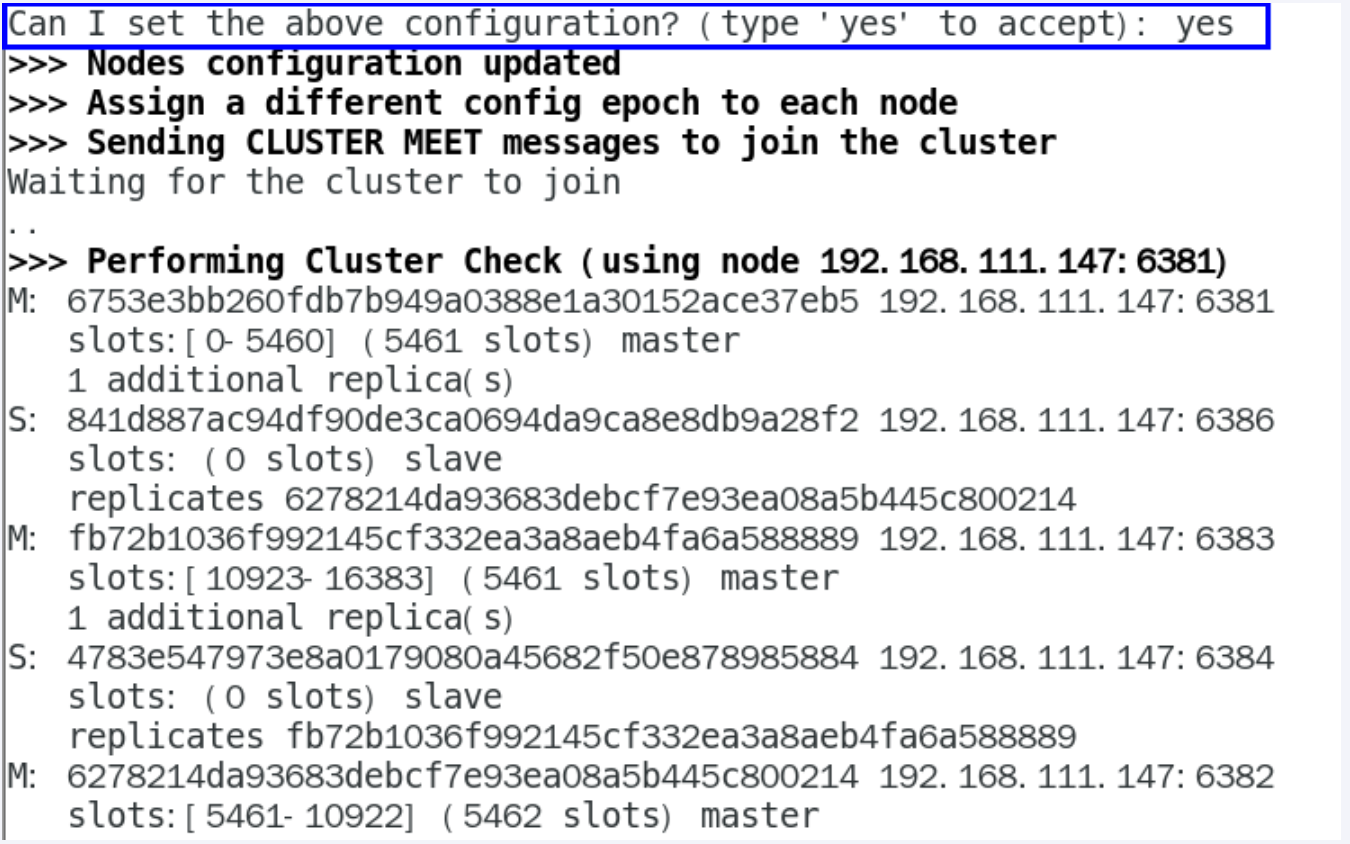 Can I set the above configuration? (type 'yes' to accept): yes
>>> Nodes configuration updated
>>> Assign a different config epoch to each node
>>> Sending CLUSTER MEET messages to join the cluster
Waiting for the cluster to join
..
>>> Performing Cluster Check (using node 192.168.111.147:6381)
M: 6753e3bb260fdb7b949a0388e1a30152ace37eb5 192.168.111.147:6381
slots:[0-5460] (5461 slots) master
1 additional replica(s)
S: 841d887ac94df90de3ca0694da9ca8e8db9a28f2 192.168.111.147:6386
slots: (0 slots) slave
replicates 6278214da93683debcf7e93ea08a5b445c800214
M: fb72b1036f992145cf332ea3a8aeb4fa6a588889 192.168.111.147:6383
slots:[10923-16383] (5461 slots) master
1 additional replica(s)
S: 4783e547973e8a0179080a45682f50e878985884 192.168.111.147:6384
slots: (0 slots) slave
replicates fb72b1036f992145cf332ea3a8aeb4fa6a588889
M: 6278214da93683debcf7e93ea08a5b445c800214 192.168.111.147:6382
slots:[5461-10922] (5462 slots) master